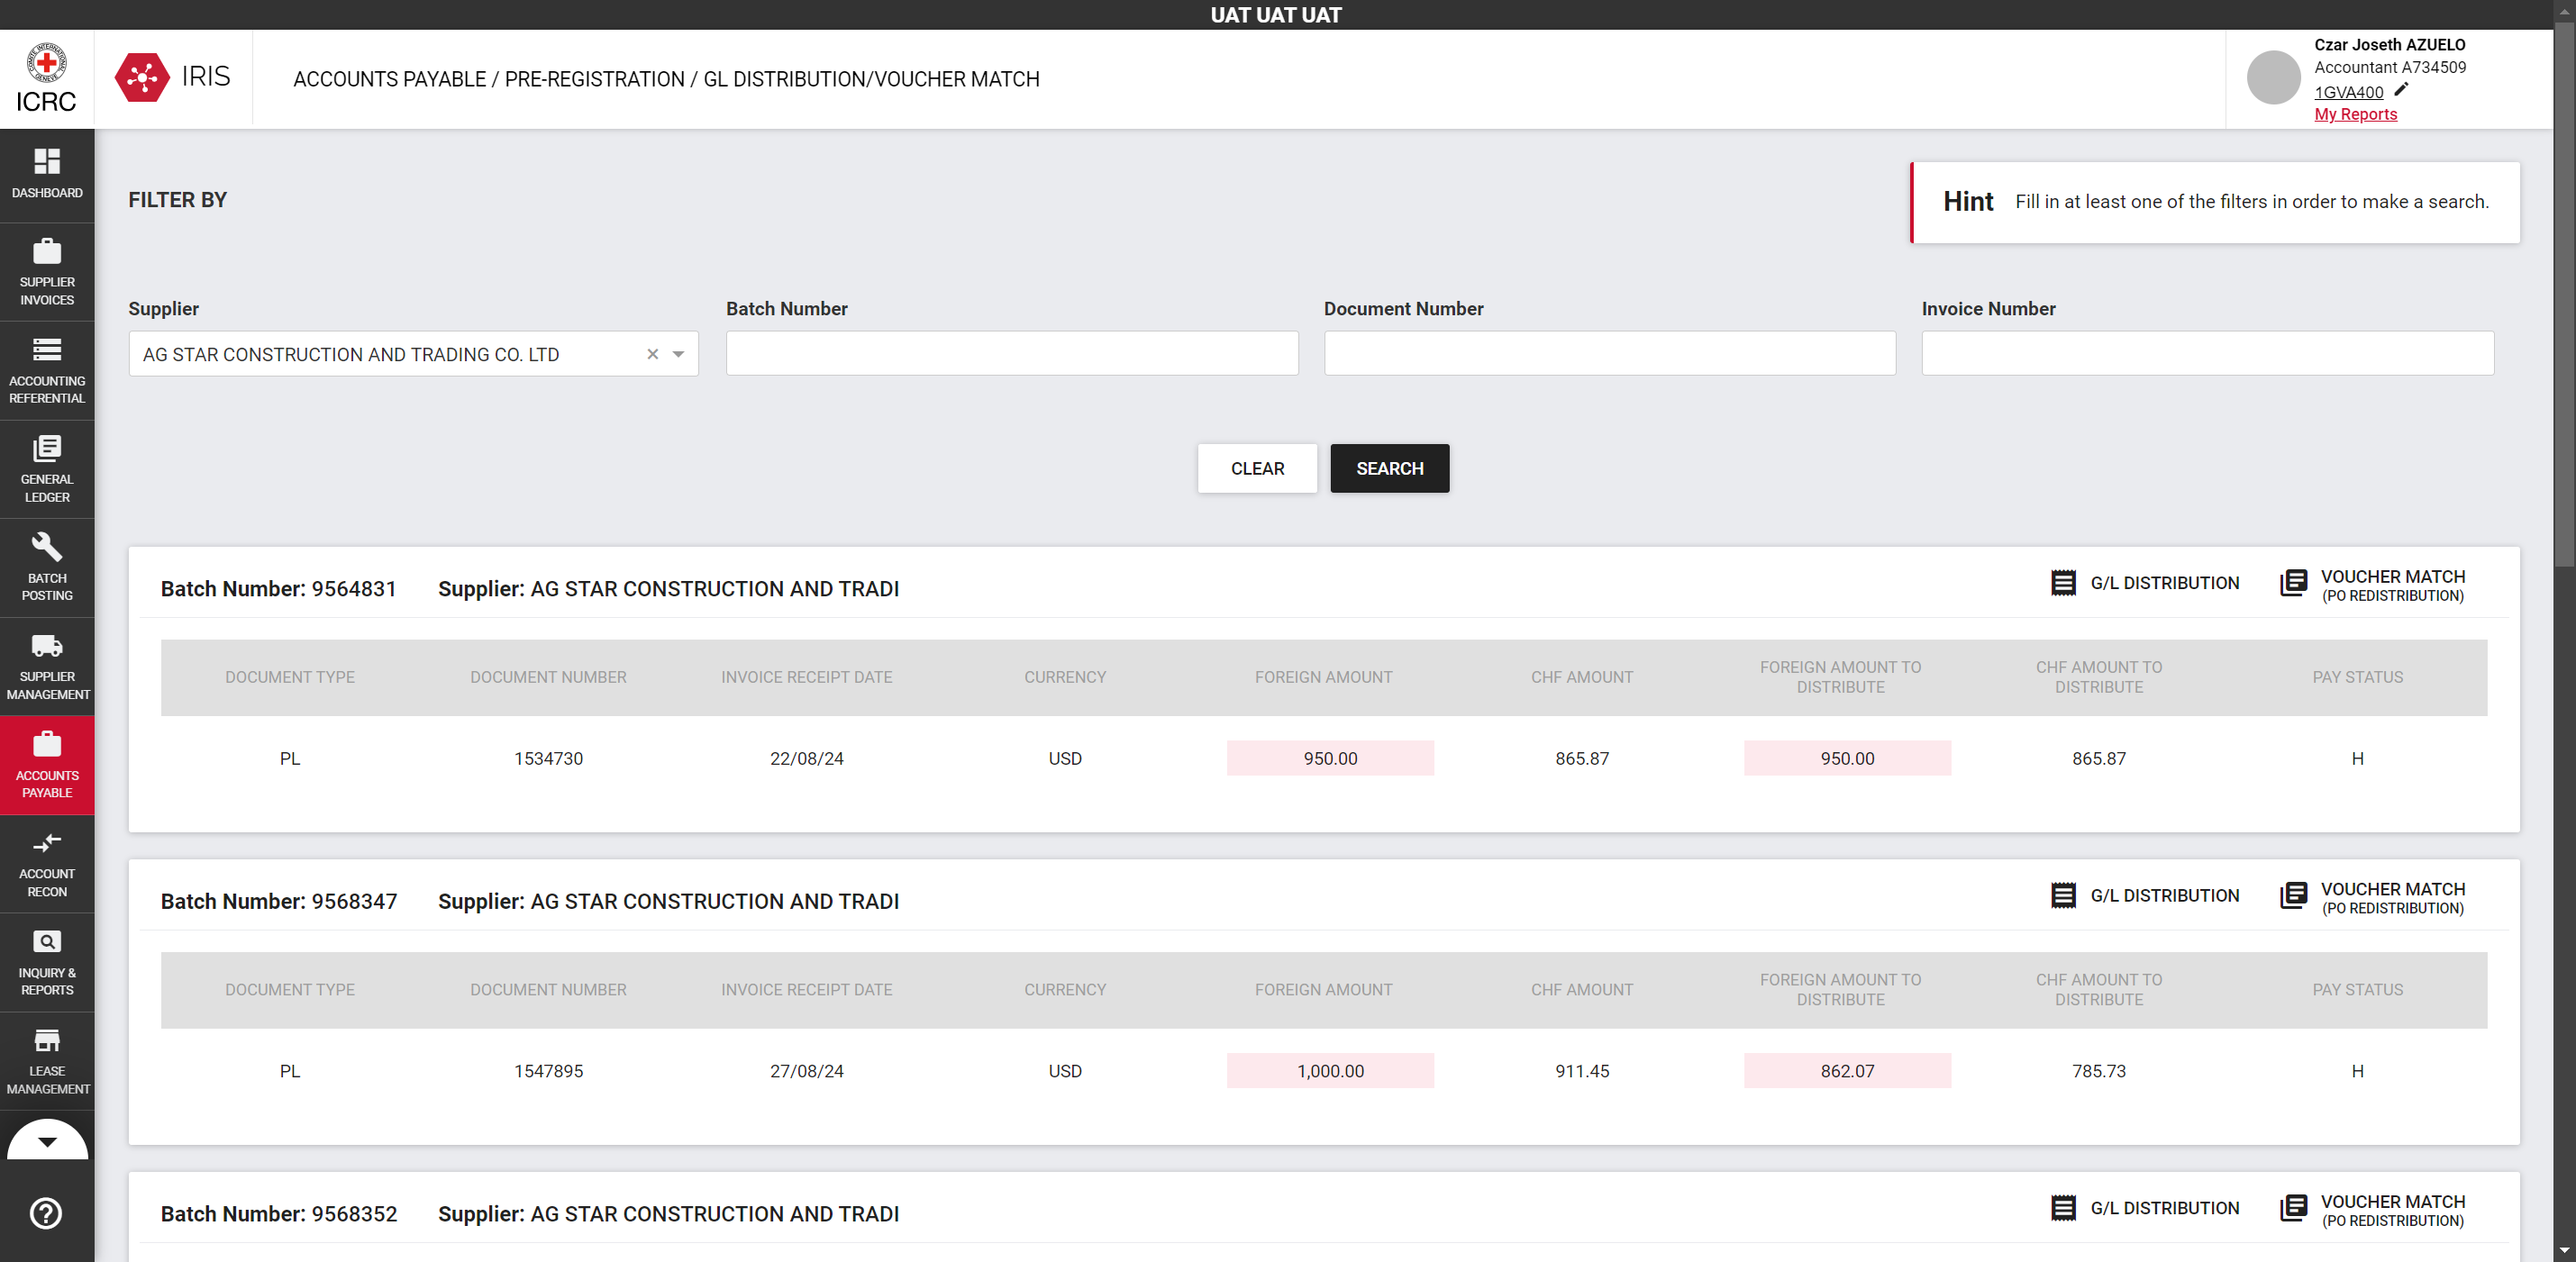 UAT UAT UAT
COMITE INTERNATIONAL GENEVE
ICRC
IRIS
ACCOUNTS PAYABLE / PRE-REGISTRATION / GL DISTRIBUTION/VOUCHER MATCH
Czar Joseth AZUELO
Accountant A734509
1GVA400
My Reports
DASHBOARD
SUPPLIER
INVOICES
ACCOUNTING
REFERENTIAL
GENERAL
LEDGER
BATCH
POSTING
SUPPLIER
MANAGEMENT
ACCOUNTS
PAYABLE
ACCOUNT
RECON
INQUIRY &
REPORTS
LEASE
MANAGEMENT
FILTER BY
Hint Fill in at least one of the filters in order to make a search.
Supplier Batch Number Document Number Invoice Number
AG STAR CONSTRUCTION AND TRADING CO. LTD
CLEAR SEARCH
Batch Number: 9564831 Supplier: AG STAR CONSTRUCTION AND TRADI G/L DISTRIBUTION VOUCHER MATCH
(PO REDISTRIBUTION)
DOCUMENT TYPE DOCUMENT NUMBER INVOICE RECEIPT DATE CURRENCY FOREIGN AMOUNT CHF AMOUNT FOREIGN AMOUNT TO DISTRIBUTE CHF AMOUNT TO DISTRIBUTE PAY STATUS
PL 1534730 22/08/24 USD 950.00 865.87 950.00 865.87 H
Batch Number: 9568347 Supplier: AG STAR CONSTRUCTION AND TRADI G/L DISTRIBUTION VOUCHER MATCH
(PO REDISTRIBUTION)
DOCUMENT TYPE DOCUMENT NUMBER INVOICE RECEIPT DATE CURRENCY FOREIGN AMOUNT CHF AMOUNT FOREIGN AMOUNT TO DISTRIBUTE CHF AMOUNT TO DISTRIBUTE PAY STATUS
PL 1547895 27/08/24 USD 1,000.00 911.45 862.07 785.73 H
Batch Number: 9568352 Supplier: AG STAR CONSTRUCTION AND TRADI G/L DISTRIBUTION VOUCHER MATCH
(PO REDISTRIBUTION)